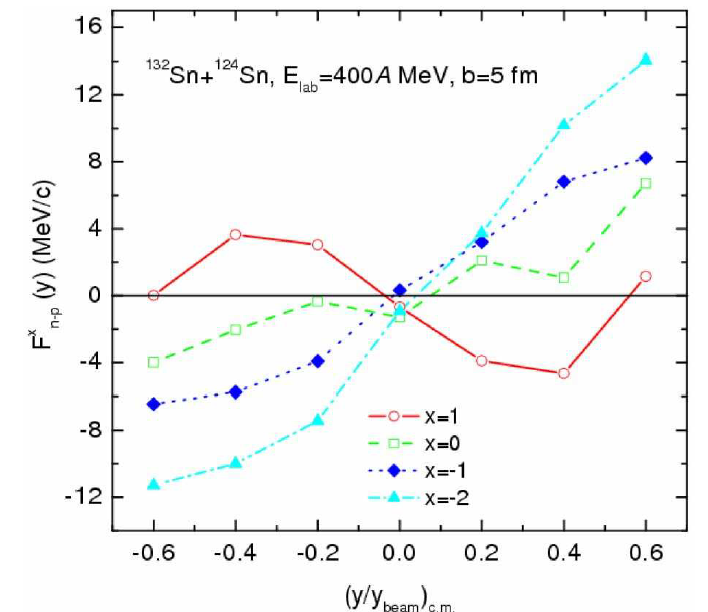 16
12
8
4
0
-4
-8
-12
F^x_n-p (y) (MeV/c)
^132Sn+^124Sn, E_lab=400A MeV, b=5 fm
x=1
x=0
x=-1
x=-2
-0.6 -0.4 -0.2 0.0 0.2 0.4 0.6
(y/y_beam)_c.m.